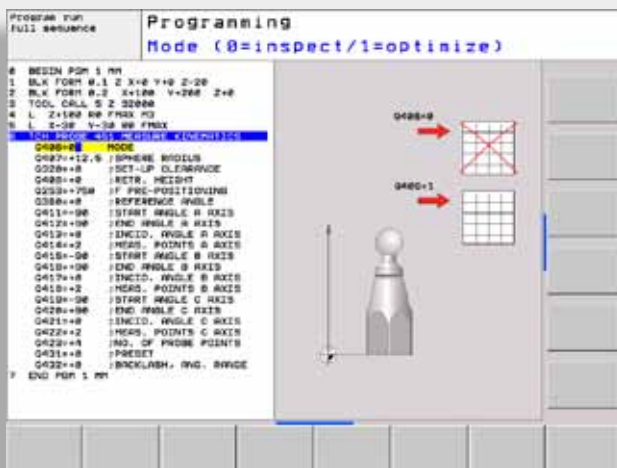 Program run
full sequence
Programming
Mode (0=inspect/1=optimize)
0 BEGIN PGM 1 MM
1 BLK FORM 0.1 Z X+0 Y+0 Z-20
2 BLK FORM 0.2 X+100 Y+200 Z+0
3 TOOL CALL 5 Z S2000
4 L Z+100 R0 FMAX M3
5 L X-30 Y-30 R0 FMAX
6 TCH PROBE 451 MEASURE KINEMATICS
Q406=0 MODE
Q407=+12.5 ;SPHERE RADIUS
Q320=+0 ;SET-UP CLEARANCE
Q408=+0 ;RETR. HEIGHT
Q253=+750 ;F PRE-POSITIONING
Q380=+0 ;REFERENCE ANGLE
Q411=-90 ;START ANGLE A AXIS
Q412=+90 ;END ANGLE A AXIS
Q413=+0 ;INCID. ANGLE A AXIS
Q414=+2 ;MEAS. POINTS A AXIS
Q415=-90 ;START ANGLE B AXIS
Q416=+90 ;END ANGLE B AXIS
Q417=+0 ;INCID. ANGLE B AXIS
Q418=+2 ;MEAS. POINTS B AXIS
Q419=-90 ;START ANGLE C AXIS
Q420=+90 ;END ANGLE C AXIS
Q421=+0 ;INCID. ANGLE C AXIS
Q422=+2 ;MEAS. POINTS C AXIS
Q423=+4 ;NO. OF PROBE POINTS
Q431=+0 ;PRESET
Q432=+0 ;BACKLASH, ANG. RANGE
7 END PGM 1 MM
Q406=0
Q406=1